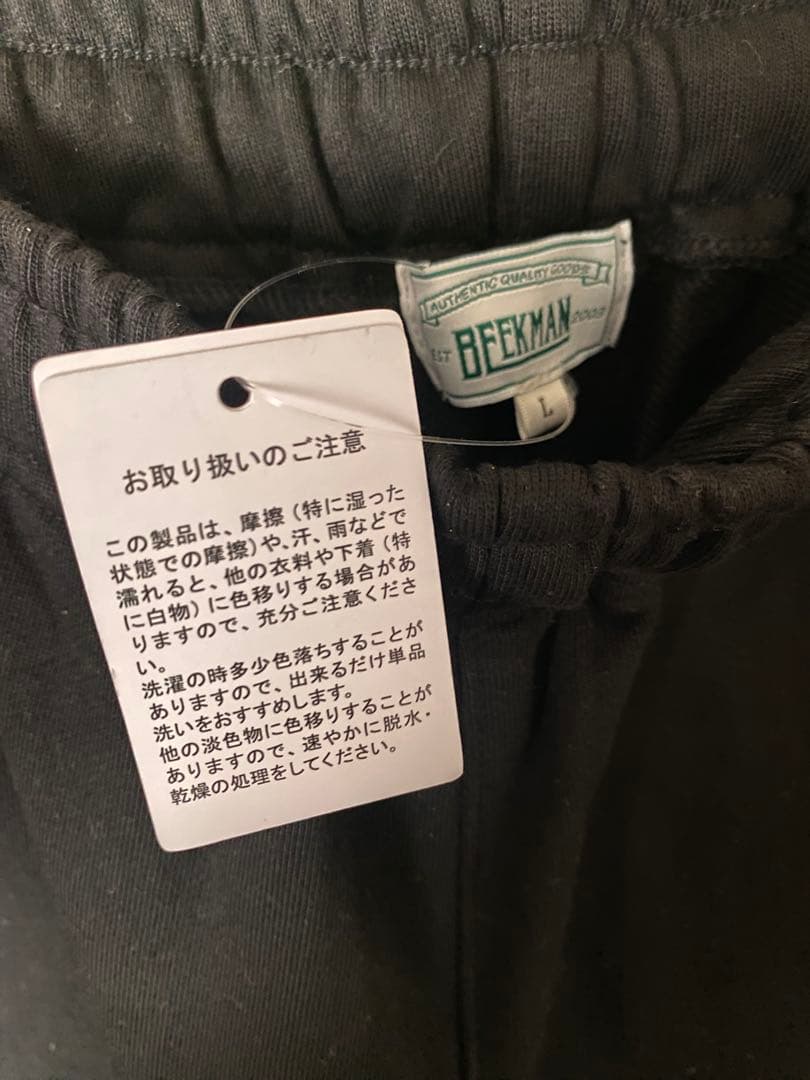 AUTHENTIC QUALITY GOODS
EST BEEKMAN 2003
L
お取り扱いのご注意
この製品は、摩擦(特に湿った
状態での摩擦)や、汗、雨などで
濡れると、他の衣料や下着(特
に白物)に色移りする場合があ
りますので、充分ご注意くださ
い。
洗濯の時多少色落ちすることが
ありますので、出来るだけ単品
洗いをおすすめします。
他の淡色物に色移りすることが
ありますので、速やかに脱水・
乾燥の処理をしてください。